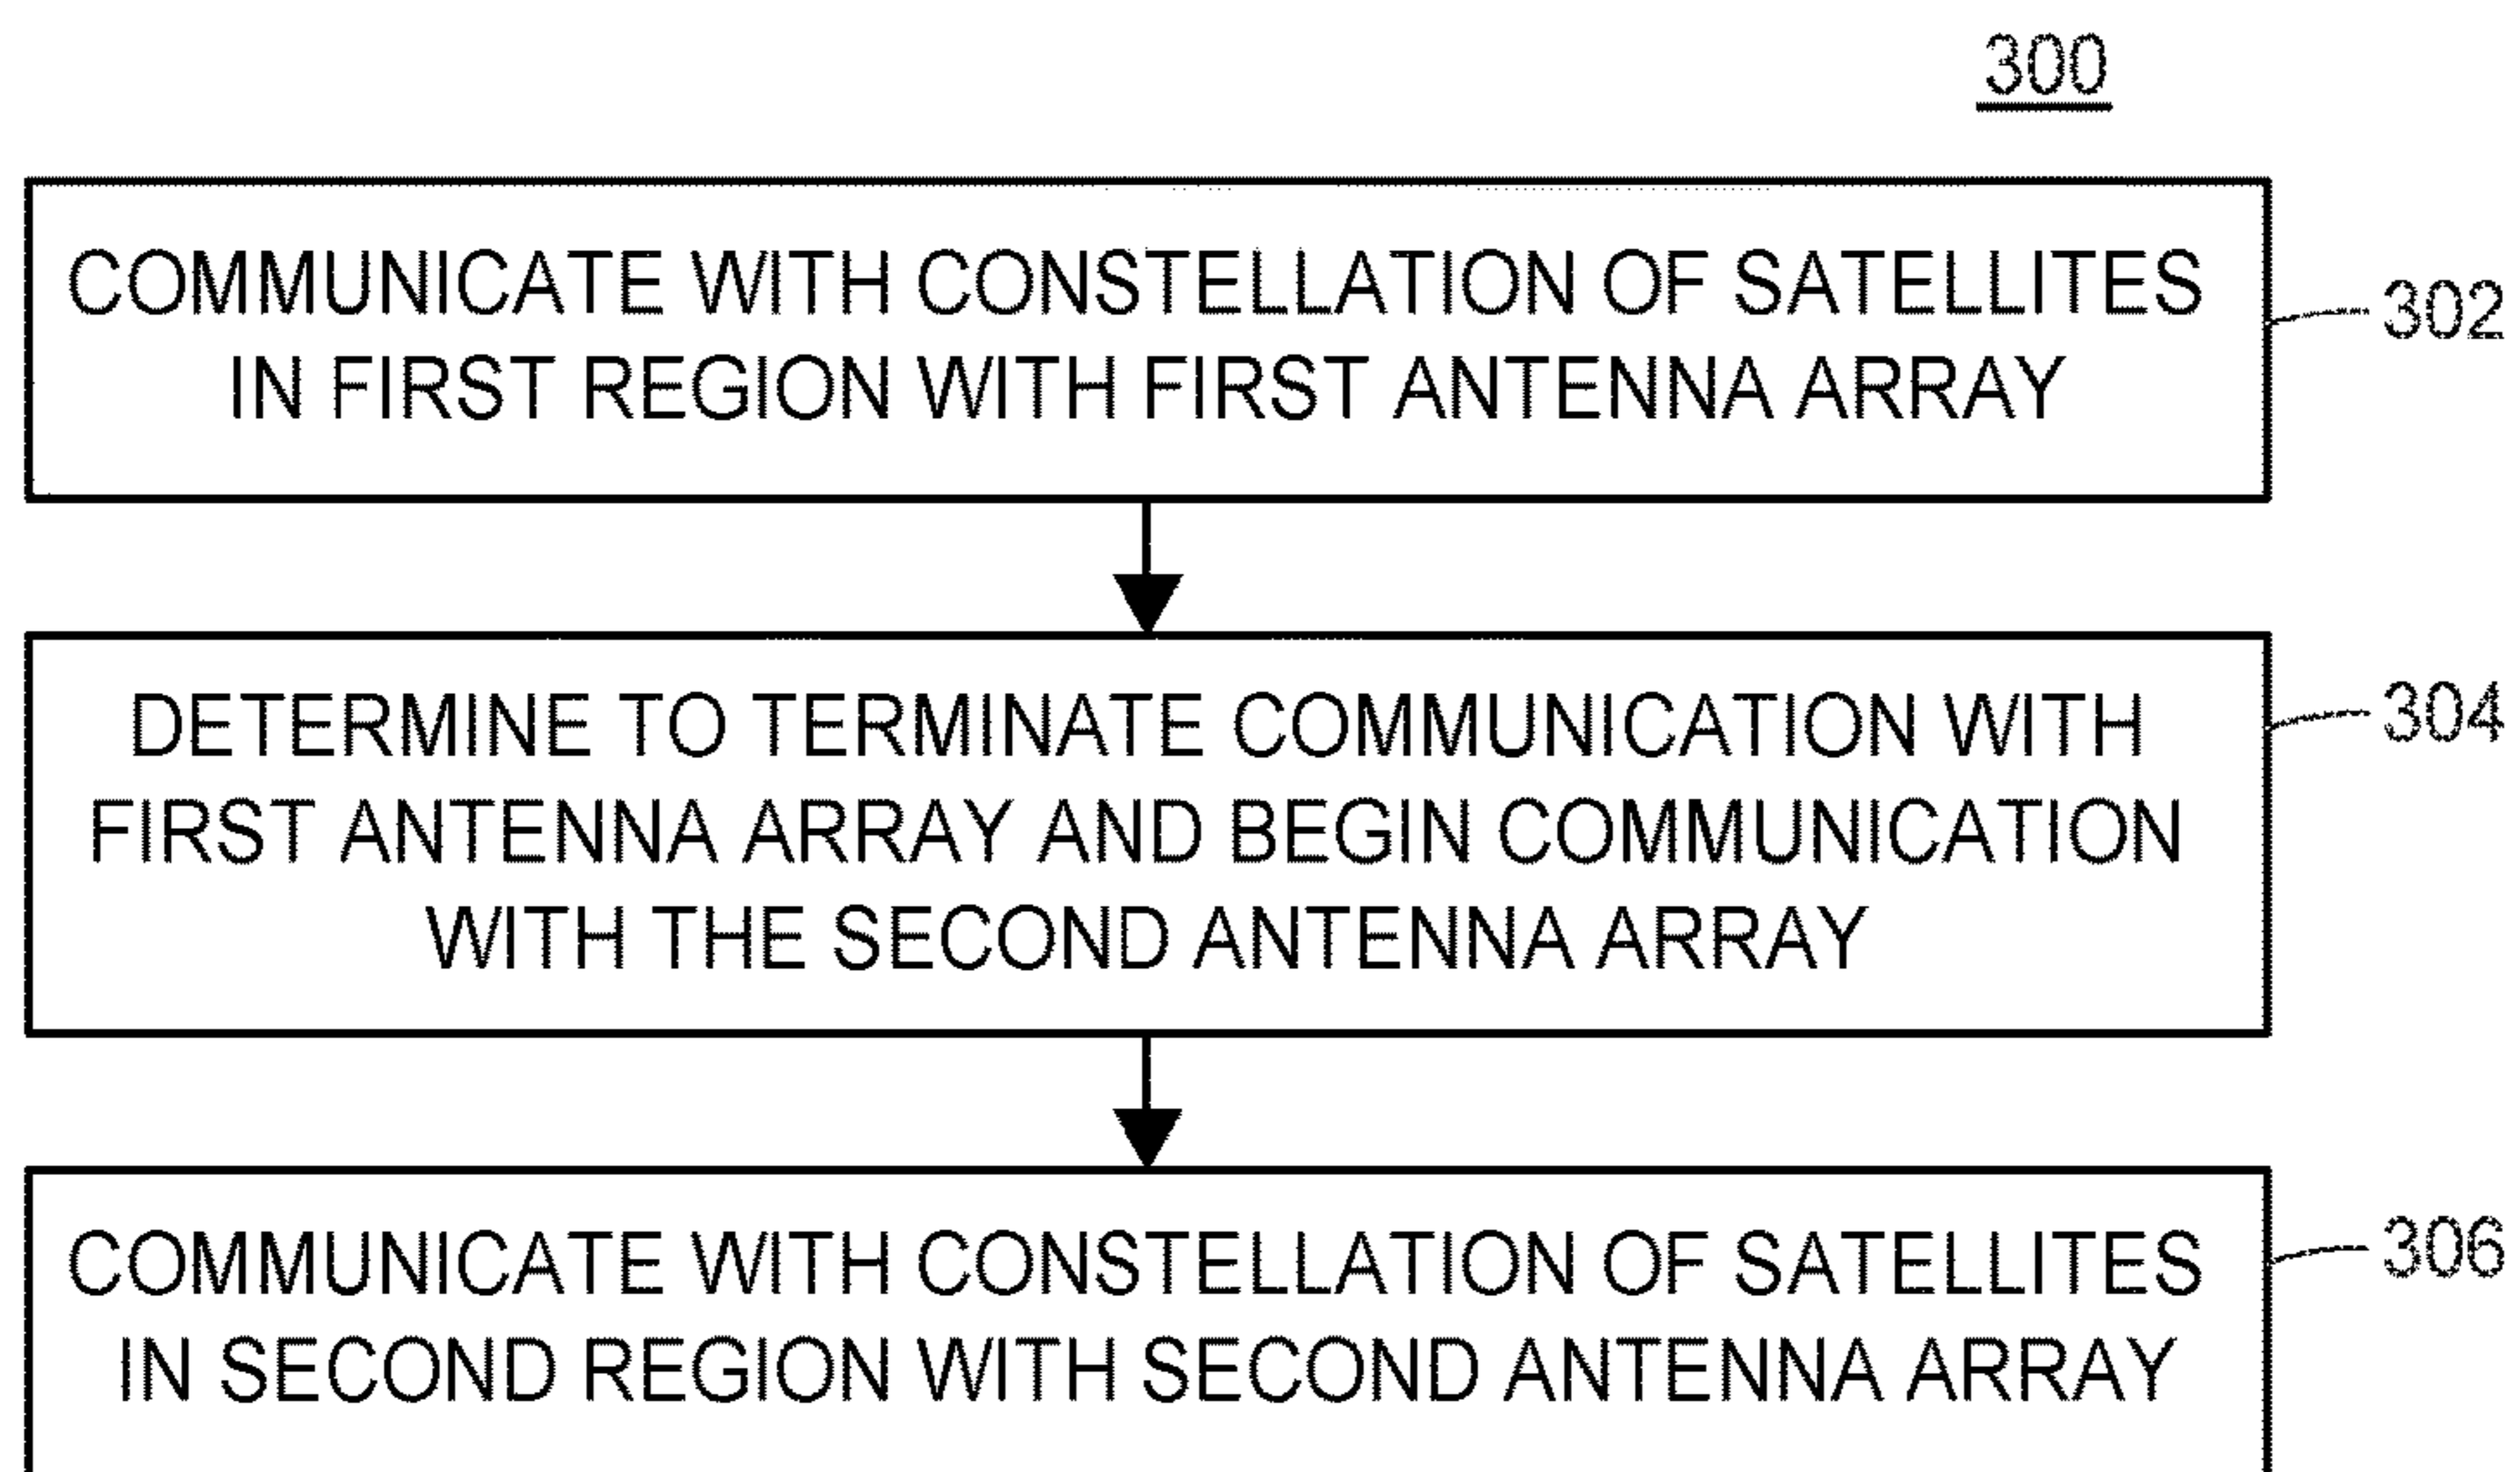 300
COMMUNICATE WITH CONSTELLATION OF SATELLITES
IN FIRST REGION WITH FIRST ANTENNA ARRAY
302
DETERMINE TO TERMINATE COMMUNICATION WITH
FIRST ANTENNA ARRAY AND BEGIN COMMUNICATION
WITH THE SECOND ANTENNA ARRAY
304
COMMUNICATE WITH CONSTELLATION OF SATELLITES
IN SECOND REGION WITH SECOND ANTENNA ARRAY
306